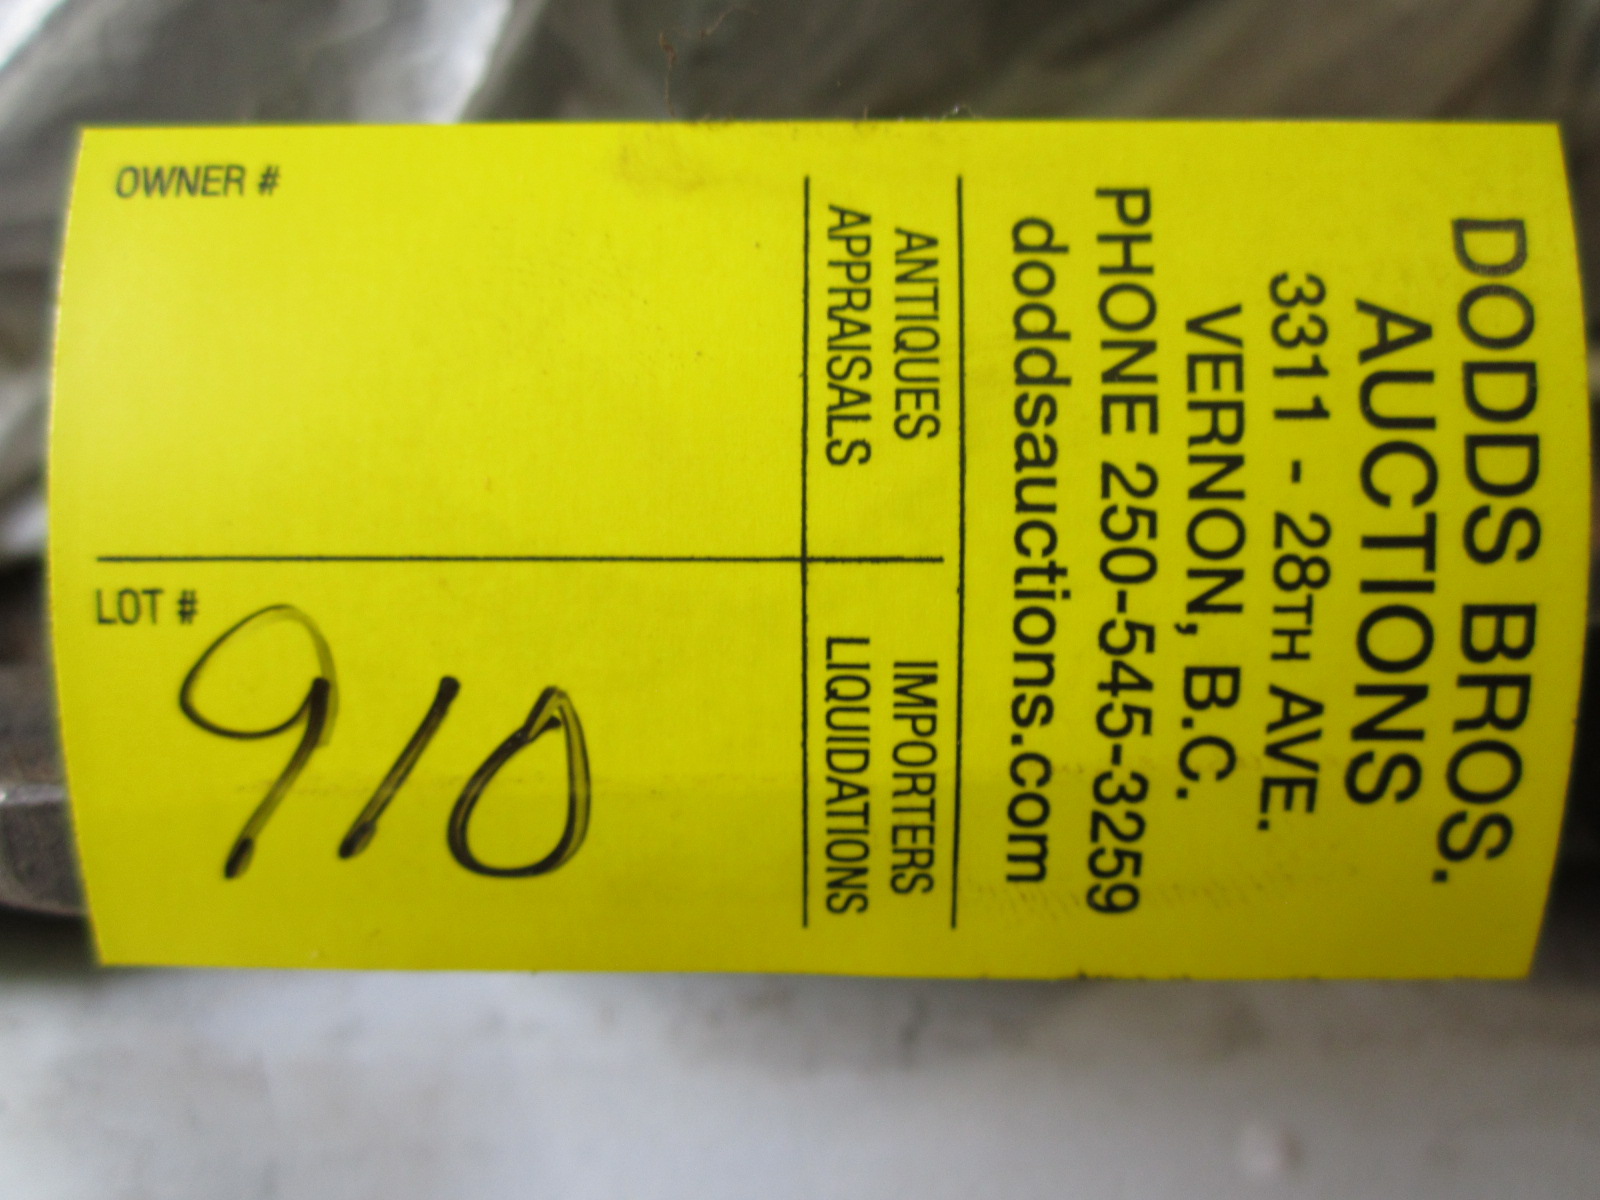 DODDS BROS.
AUCTIONS
3311 - 28TH AVE.
VERNON, B.C.
PHONE 250-545-3259
doddsauctions.com
ANTIQUES
APPRAISALS
IMPORTERS
LIQUIDATIONS
OWNER #
LOT #
910